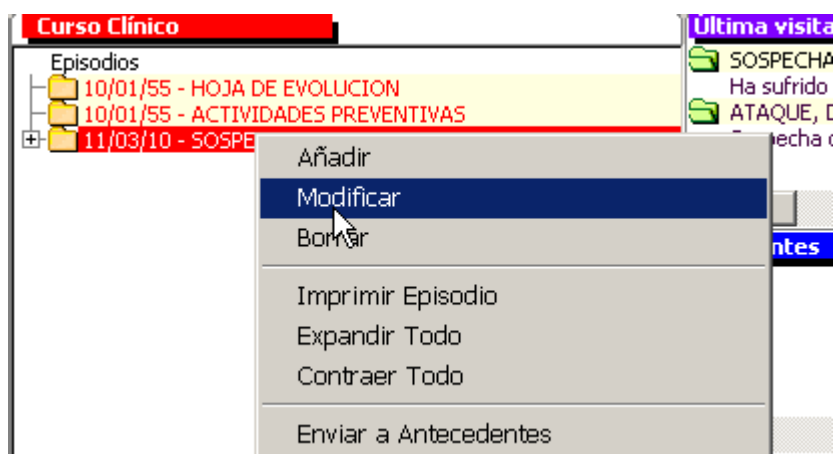 Curso Clínico
Episodios
10/01/55 - HOJA DE EVOLUCION
10/01/55 - ACTIVIDADES PREVENTIVAS
11/03/10 - SOSPE
Añadir
Modificar
Borrar
Imprimir Episodio
Expandir Todo
Contraer Todo
Enviar a Antecedentes
Última visita
SOSPECHA
Ha sufrido
ATAQUE, D
echa
ntes